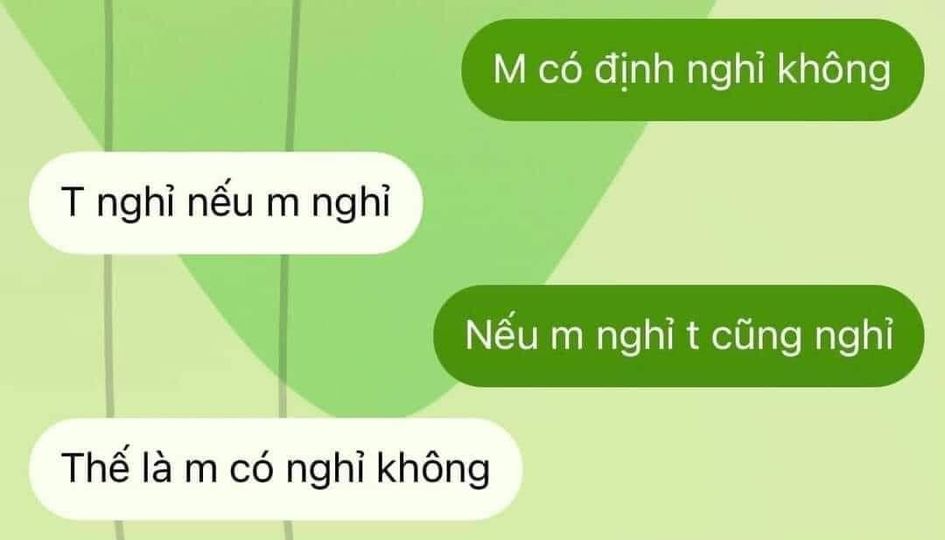 M có định nghỉ không
T nghỉ nếu m nghỉ
Nếu m nghỉ t cũng nghỉ
Thế là m có nghỉ không